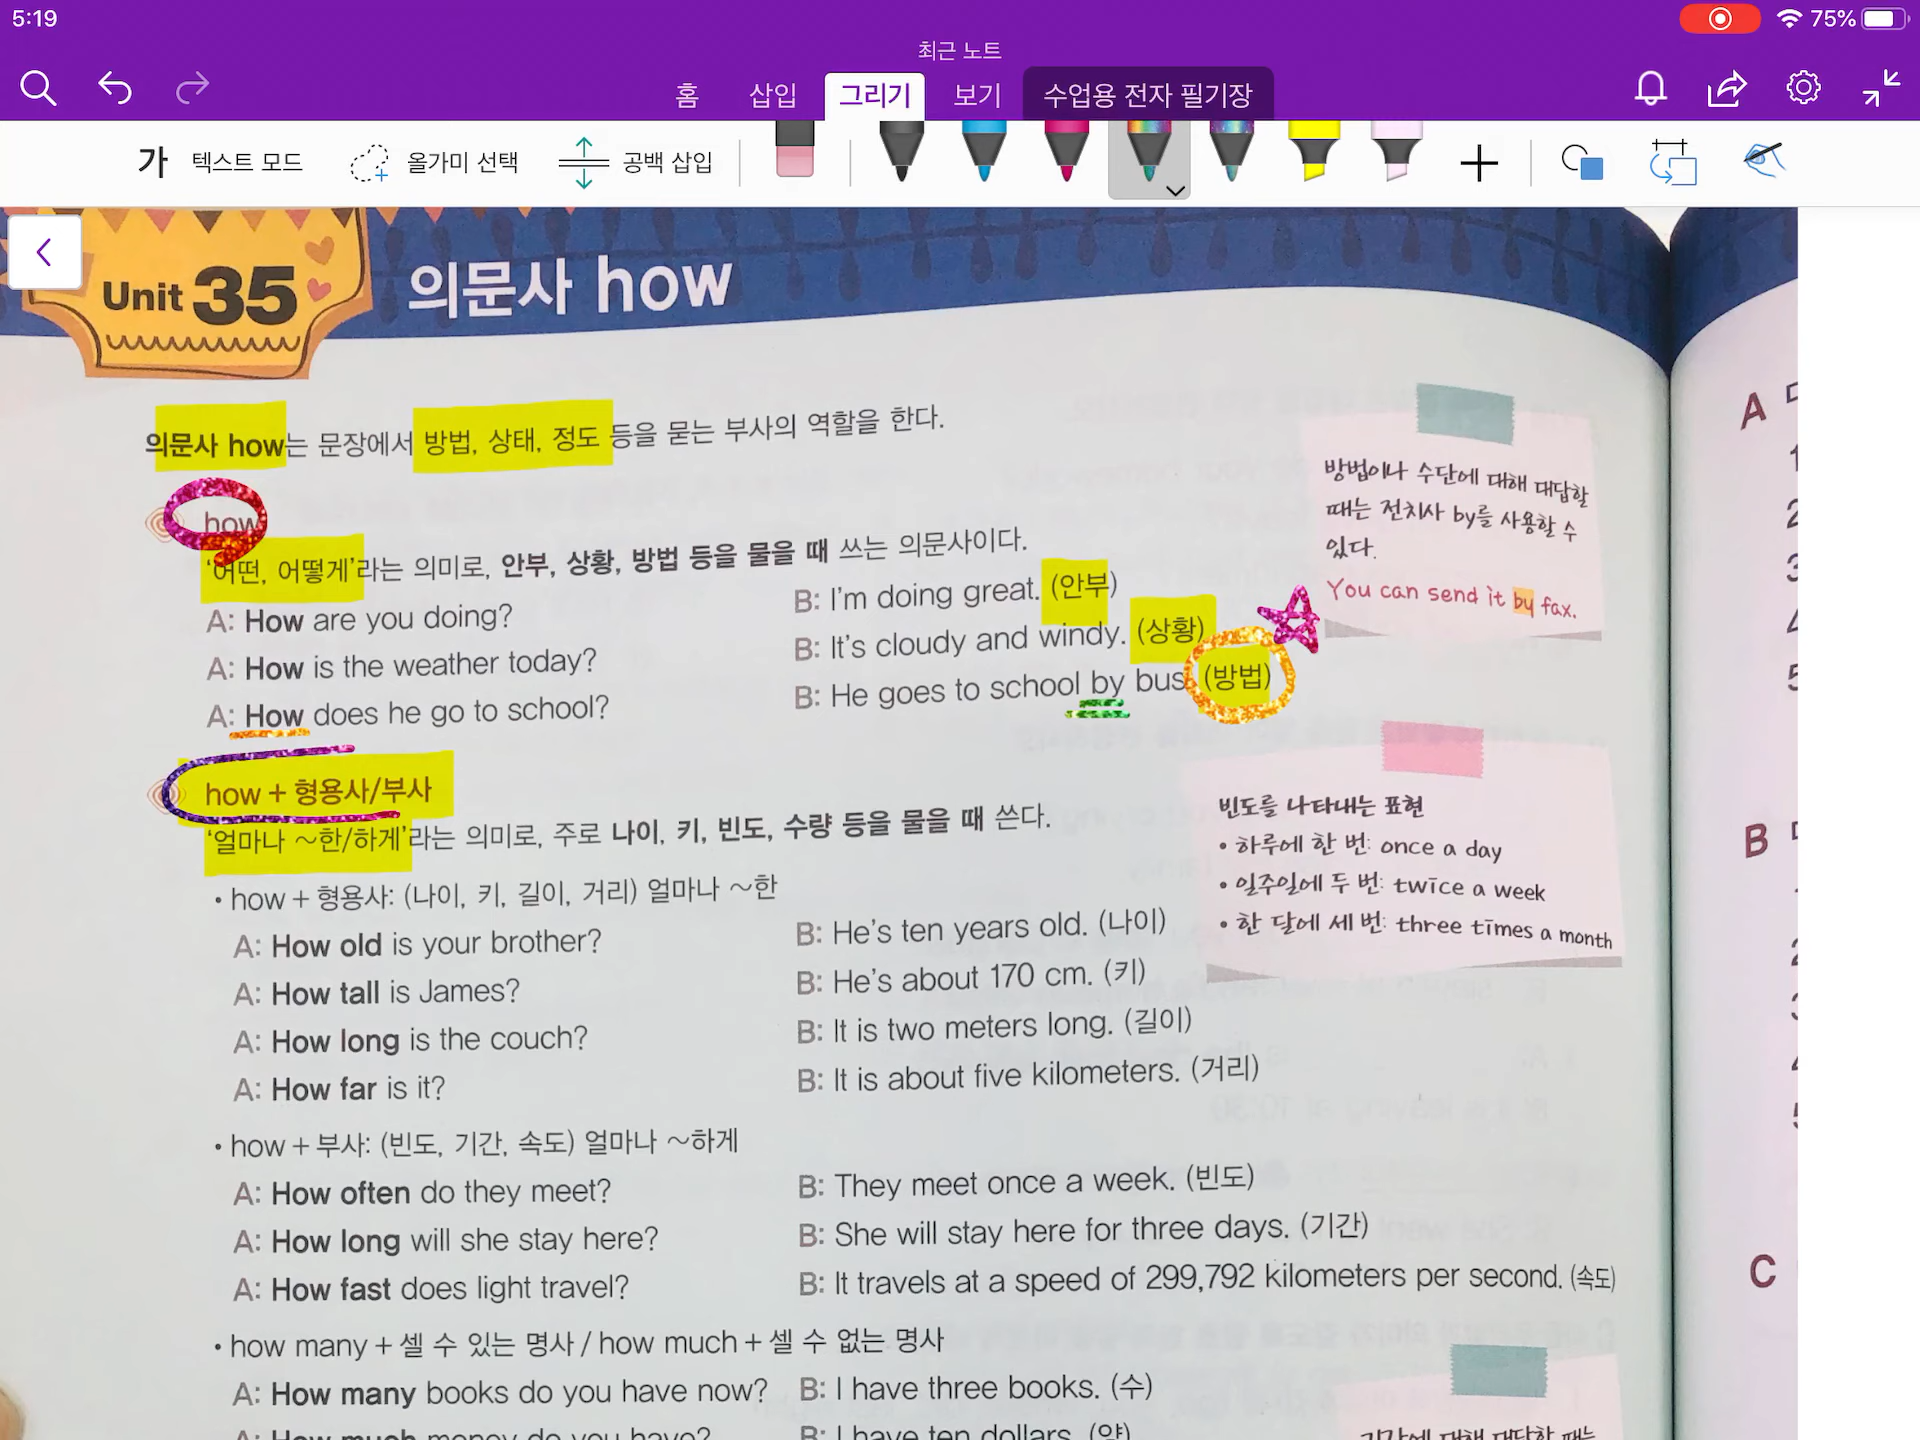 5:19
75%
최근 노트
홈 삽입 그리기 보기 수업용 전자 필기장
가 텍스트 모드 올가미 선택 공백 삽입
Unit 35 의문사 how
의문사 how는 문장에서 방법, 상태, 정도 등을 묻는 부사의 역할을 한다.
how
'어떤, 어떻게'라는 의미로, 안부, 상황, 방법 등을 물을 때 쓰는 의문사이다.
A: How are you doing? B: I'm doing great. (안부)
A: How is the weather today? B: It's cloudy and windy. (상황)
A: How does he go to school? B: He goes to school by bus (방법)
방법이나 수단에 대해 대답할
때는 전치사 by를 사용할 수
있다.
You can send it by fax.
how + 형용사/부사
'얼마나 ~한/하게'라는 의미로, 주로 나이, 키, 빈도, 수량 등을 물을 때 쓴다.
• how + 형용사: (나이, 키, 길이, 거리) 얼마나 ~한
A: How old is your brother? B: He's ten years old. (나이)
A: How tall is James? B: He's about 170 cm. (키)
A: How long is the couch? B: It is two meters long. (길이)
A: How far is it? B: It is about five kilometers. (거리)
빈도를 나타내는 표현
• 하루에 한 번: once a day
• 일주일에 두 번: twice a week
• 한 달에 세 번: three times a month
• how + 부사: (빈도, 기간, 속도) 얼마나 ~하게
A: How often do they meet? B: They meet once a week. (빈도)
A: How long will she stay here? B: She will stay here for three days. (기간)
A: How fast does light travel? B: It travels at a speed of 299,792 kilometers per second. (속도)
• how many + 셀 수 있는 명사 / how much + 셀 수 없는 명사
A: How many books do you have now? B: I have three books. (수)
A: How much money do you have? B: I have ten dollars. (양)
A
B
C